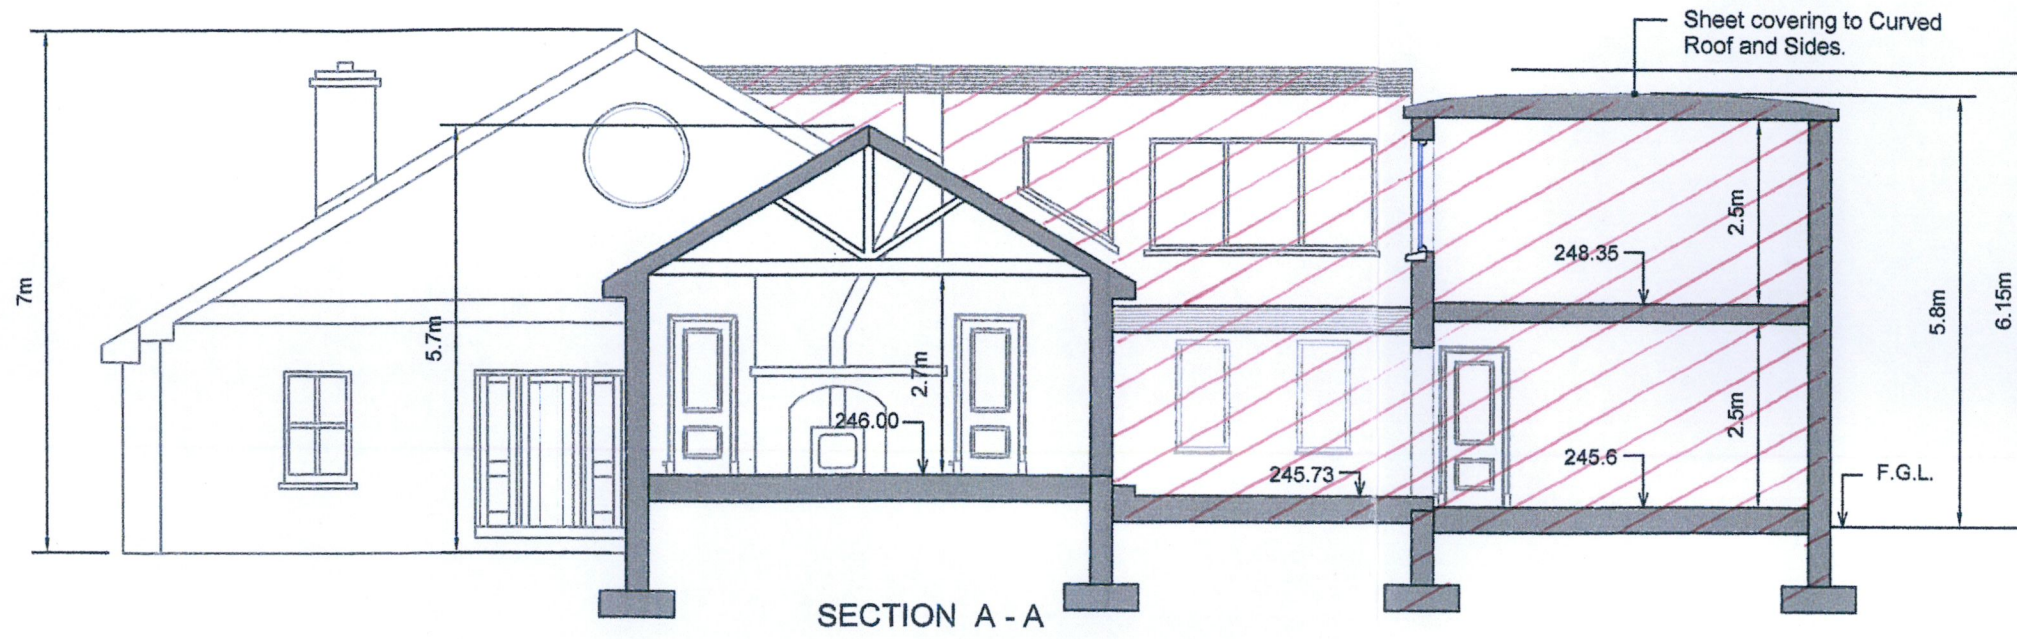 Sheet covering to Curved
Roof and Sides.
7m
5.7m
2.7m
246.00
245.73
248.35
2.5m
245.6
2.5m
F.G.L.
5.8m
6.15m
SECTION A - A